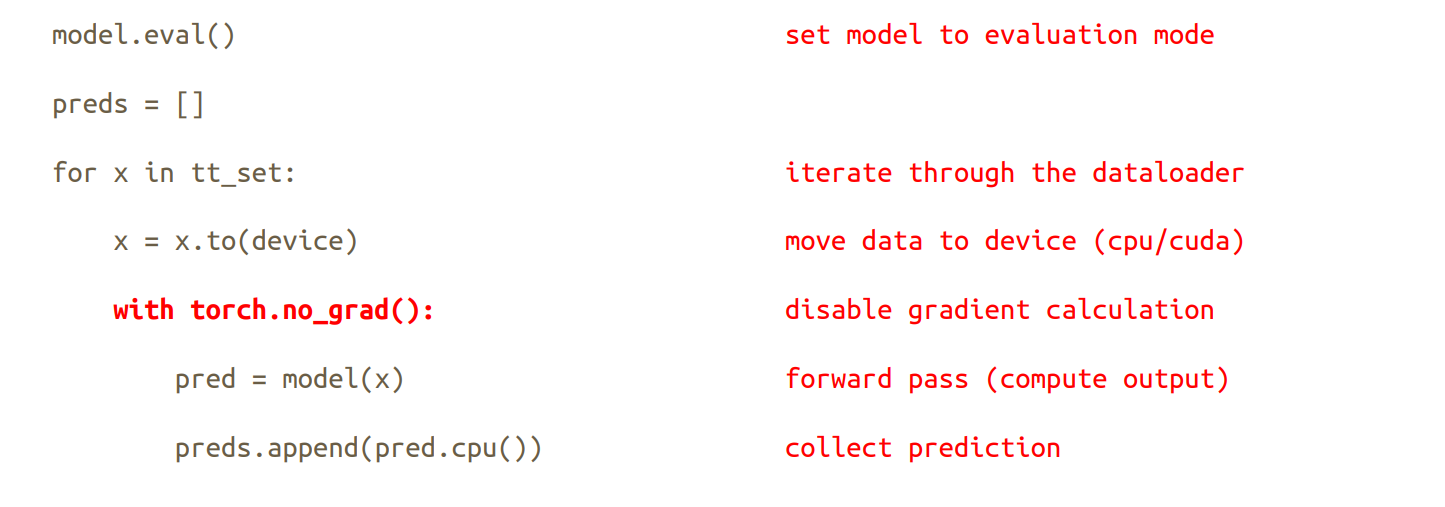 model.eval() set model to evaluation mode
preds = []
for x in tt_set: iterate through the dataloader
x = x.to(device) move data to device (cpu/cuda)
with torch.no_grad(): disable gradient calculation
pred = model(x) forward pass (compute output)
preds.append(pred.cpu()) collect prediction